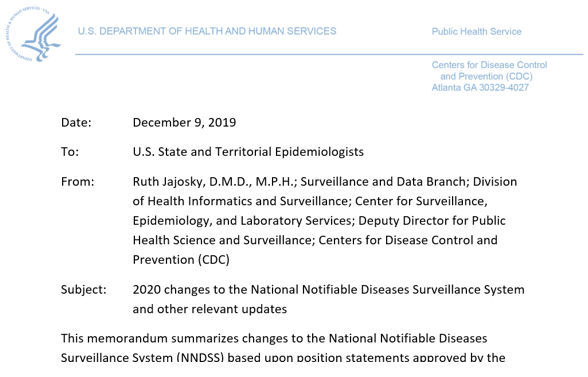 U.S. DEPARTMENT OF HEALTH AND HUMAN SERVICES
Public Health Service
Centers for Disease Control
and Prevention (CDC)
Atlanta GA 30329-4027
Date: December 9, 2019
To: U.S. State and Territorial Epidemiologists
From: Ruth Jajosky, D.M.D., M.P.H.; Surveillance and Data Branch; Division
of Health Informatics and Surveillance; Center for Surveillance,
Epidemiology, and Laboratory Services; Deputy Director for Public
Health Science and Surveillance; Centers for Disease Control and
Prevention (CDC)
Subject: 2020 changes to the National Notifiable Diseases Surveillance System
and other relevant updates
This memorandum summarizes changes to the National Notifiable Diseases
Surveillance System (NNDSS) based upon position statements approved by the